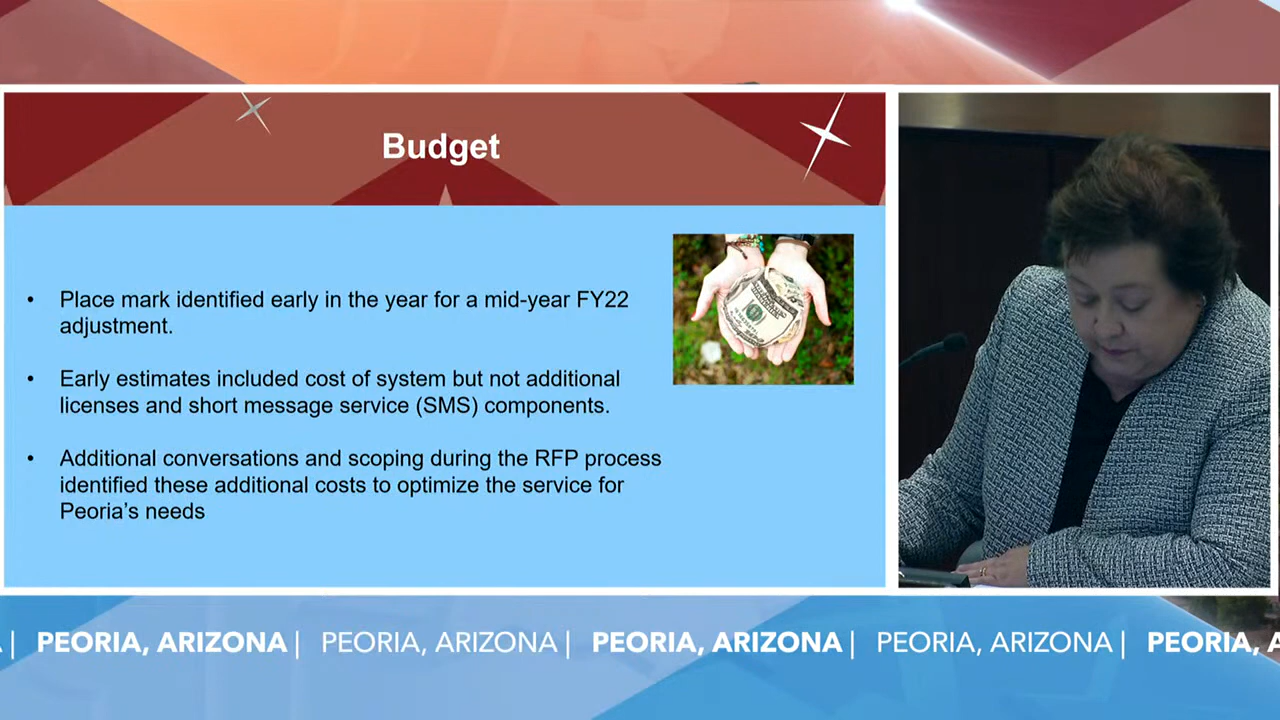 Budget
• Place mark identified early in the year for a mid-year FY22
adjustment.
• Early estimates included cost of system but not additional
licenses and short message service (SMS) components.
• Additional conversations and scoping during the RFP process
identified these additional costs to optimize the service for
Peoria's needs
| PEORIA, ARIZONA | PEORIA, ARIZONA | PEORIA, ARIZONA | PEORIA, ARIZONA | PEORIA, A